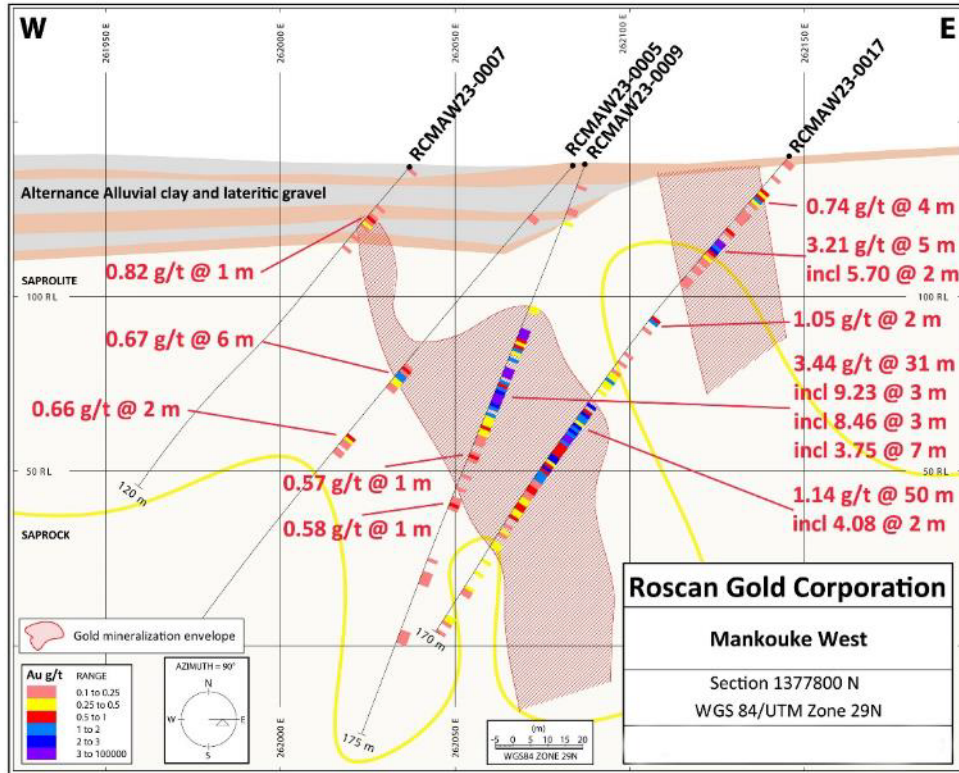 W
E
261950 E
262000 E
262050 E
262100 E
262150 E
RCMAW23-0007
RCMAW23-0005
RCMAW23-0009
RCMAW23-0017
Alternance Alluvial clay and lateritic gravel
0.82 g/t @ 1 m
SAPROLITE
100 RL
0.67 g/t @ 6 m
0.66 g/t @ 2 m
120 m
0.57 g/t @ 1 m
0.58 g/t @ 1 m
SAPROCK
50 RL
0.74 g/t @ 4 m
3.21 g/t @ 5 m
incl 5.70 @ 2 m
1.05 g/t @ 2 m
3.44 g/t @ 31 m
incl 9.23 @ 3 m
incl 8.46 @ 3 m
incl 3.75 @ 7 m
1.14 g/t @ 50 m
incl 4.08 @ 2 m
100 RL
50 RL
170 m
175 m
262000 E
262050 E
Gold mineralization envelope
Au g/t RANGE
0.1 to 0.25
0.25 to 0.5
0.5 to 1
1 to 2
2 to 3
3 to 100000
AZIMUTH = 90°
N
W
E
S
(m)
-5 0 5 10 15 20
WGS84 ZONE 29N
Roscan Gold Corporation
Mankouke West
Section 1377800 N
WGS 84/UTM Zone 29N